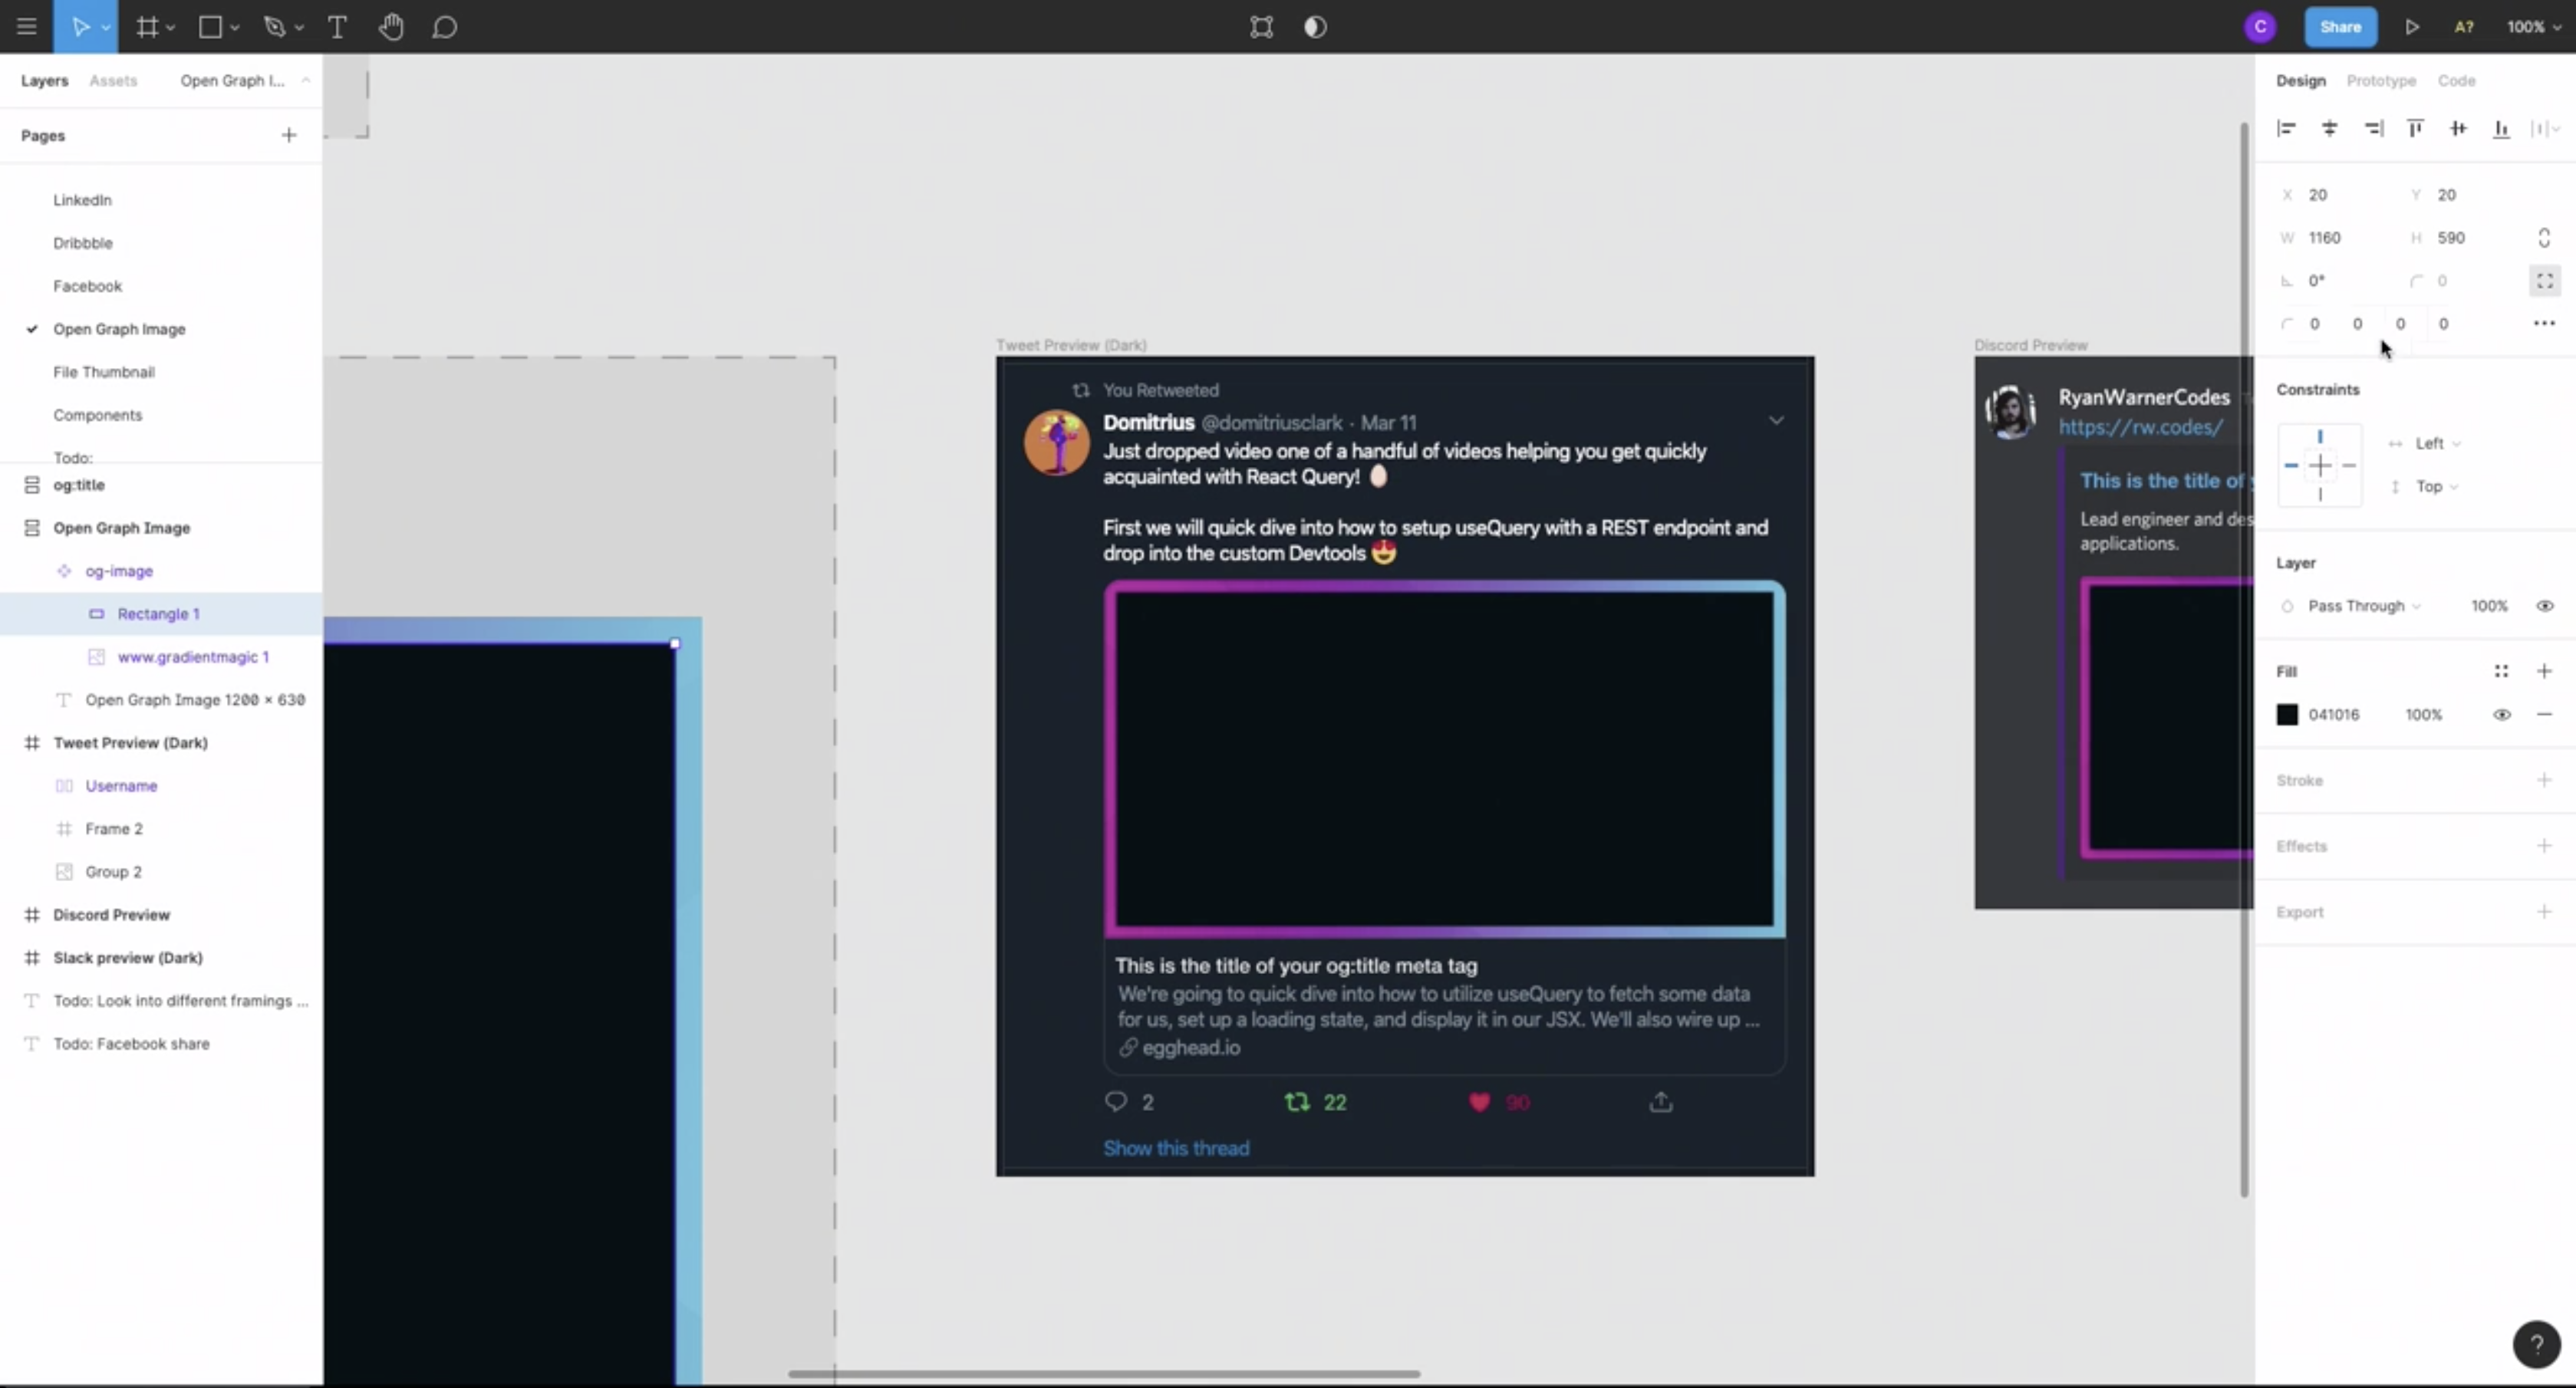 C
Share
A?
100%
Layers
Assets
Open Graph I...
Pages
LinkedIn
Dribbble
Facebook
Open Graph Image
File Thumbnail
Components
Todo:
og:title
Open Graph Image
og-image
Rectangle 1
www.gradientmagic 1
Open Graph Image 1200 × 630
Tweet Preview (Dark)
Username
Frame 2
Group 2
Discord Preview
Slack preview (Dark)
Todo: Look into different framings ...
Todo: Facebook share
Tweet Preview (Dark)
You Retweeted
Domitrius @domitriusclark · Mar 11
Just dropped video one of a handful of videos helping you get quickly
acquainted with React Query!
First we will quick dive into how to setup useQuery with a REST endpoint and
drop into the custom Devtools
This is the title of your og:title meta tag
We're going to quick dive into how to utilize useQuery to fetch some data
for us, set up a loading state, and display it in our JSX. We'll also wire up ...
egghead.io
2
22
90
Show this thread
Discord Preview
RyanWarnerCodes
https://rw.codes/
This is the title of
Lead engineer and des
applications.
Design
Prototype
Code
X 20
Y 20
W 1160
H 590
0°
0
0 0 0 0
Constraints
Left
Top
Layer
Pass Through
100%
Fill
041016
100%
Stroke
Effects
Export
?